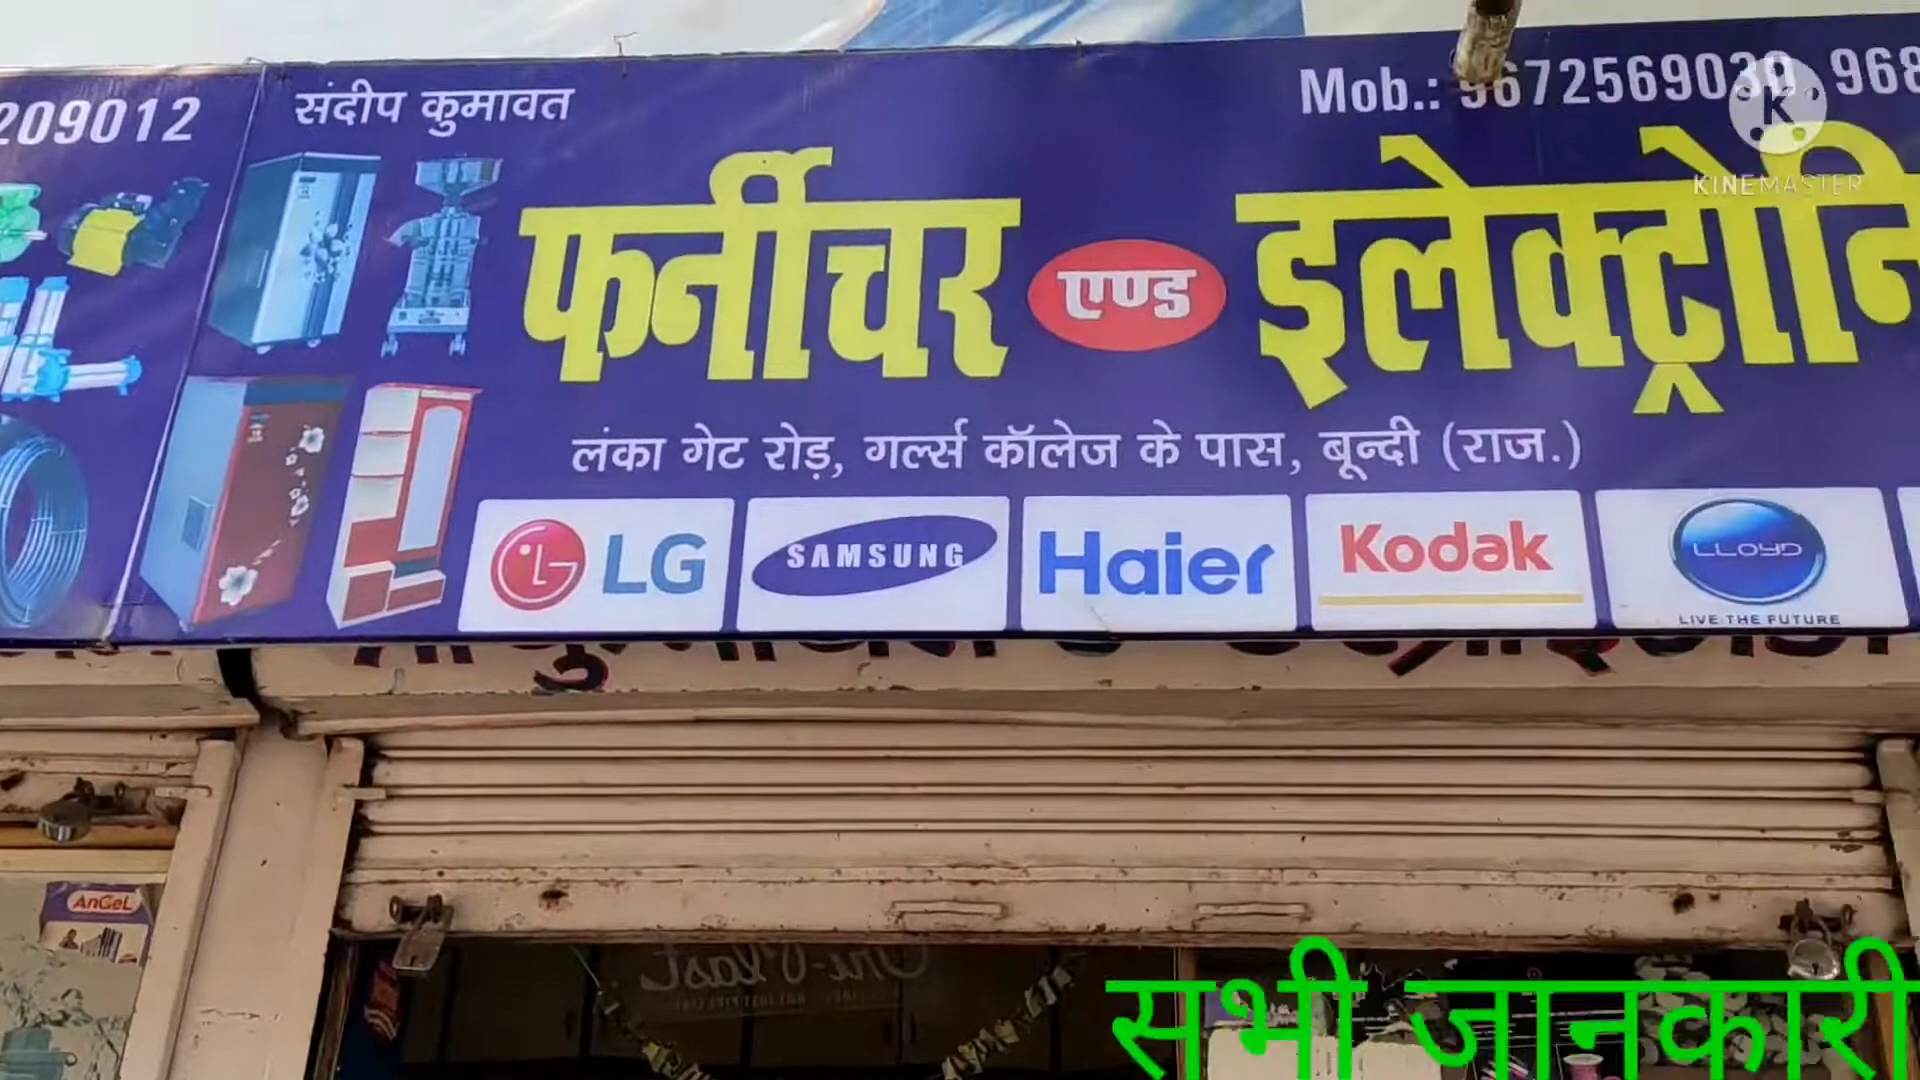 209012
संदीप कुमावत
Mob.: 9672569039, 968
KINEMASTER
फर्नीचर एण्ड इलेक्ट्रोनि
लंका गेट रोड़, गर्ल्स कॉलेज के पास, बून्दी (राज.)
LG SAMSUNG Haier Kodak LLOYD
LIVE THE FUTURE
AnGeL
सभी जानकारी